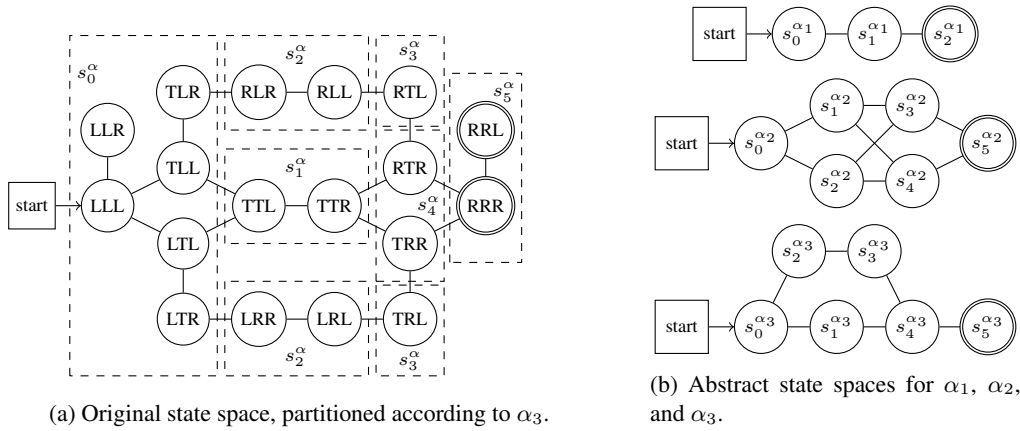 start
LLL
LLR
TLR
TLL
LTL
LTR
RLR
RLL
TTL
TTR
LRR
LRL
RTL
RTR
TRR
TRL
RRL
RRR
s₀^α
s₂^α
s₃^α
s₅^α
s₁^α
s₄^α
s₂^α
s₃^α
(a) Original state space, partitioned according to α₃.
start
s₀^α₁
s₁^α₁
s₂^α₁
start
s₀^α₂
s₁^α₂
s₃^α₂
s₂^α₂
s₄^α₂
s₅^α₂
s₂^α₃
s₃^α₃
start
s₀^α₃
s₁^α₃
s₄^α₃
s₅^α₃
(b) Abstract state spaces for α₁, α₂,
and α₃.